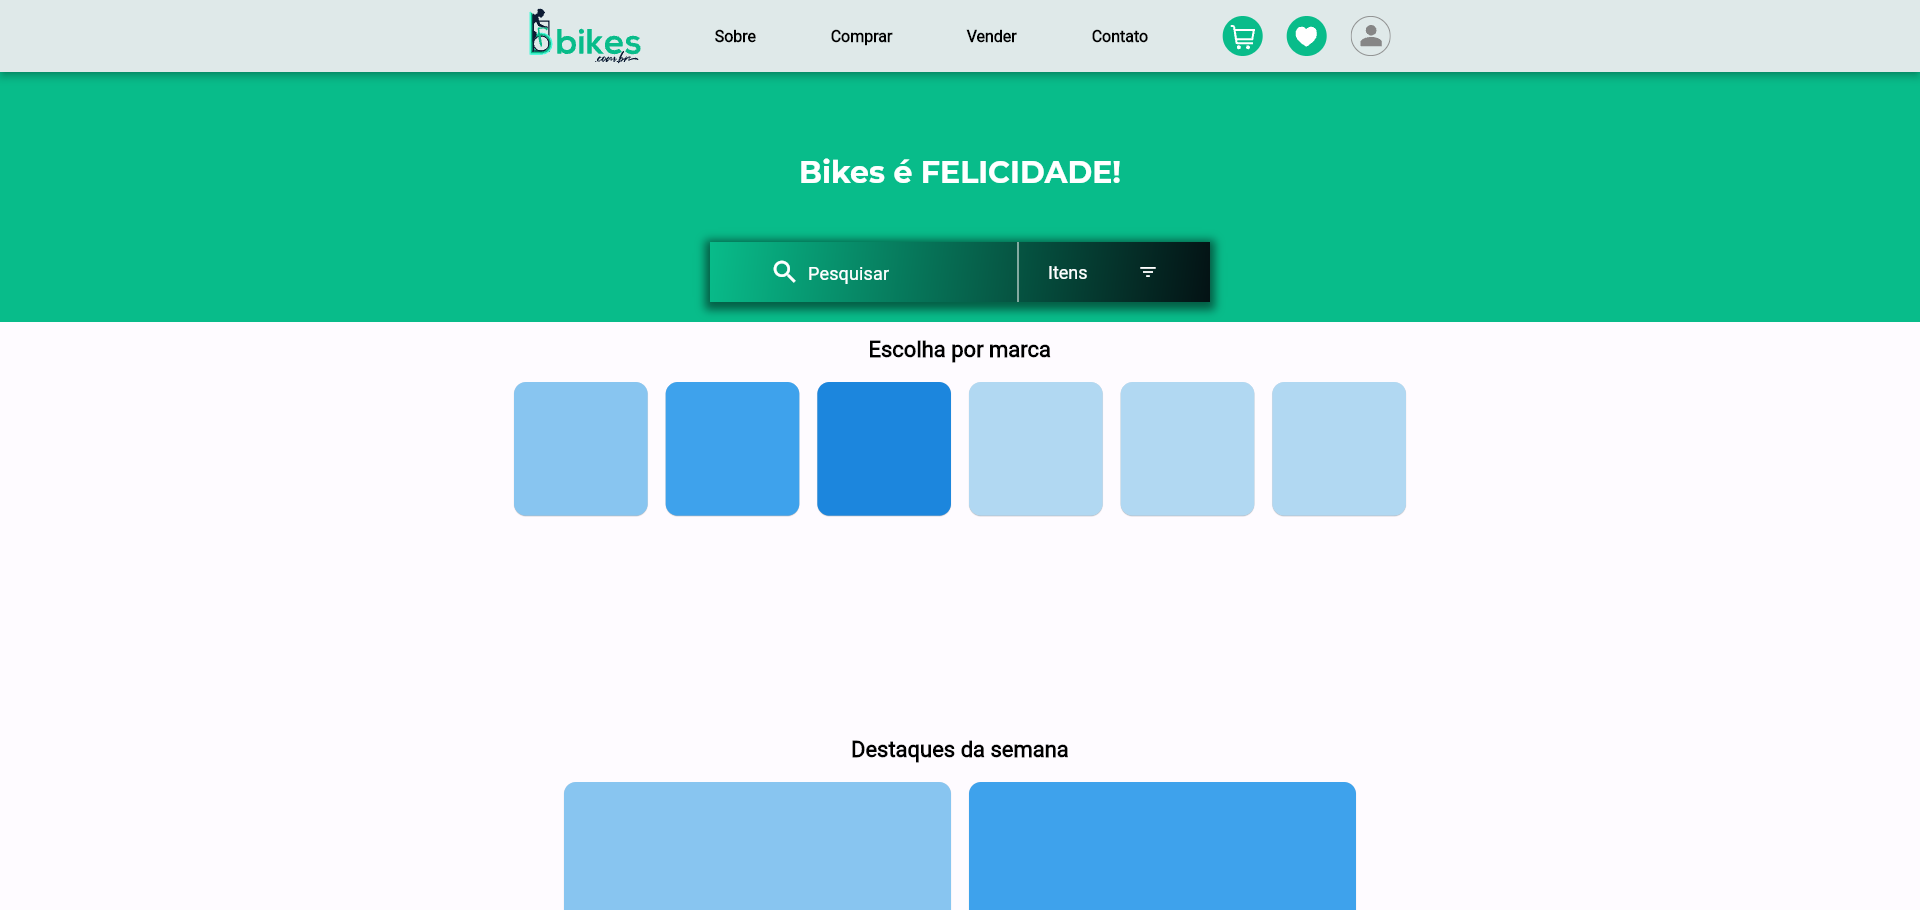 bikes
.com.br
Sobre
Comprar
Vender
Contato
Bikes é FELICIDADE!
Pesquisar
Itens
Escolha por marca
Destaques da semana